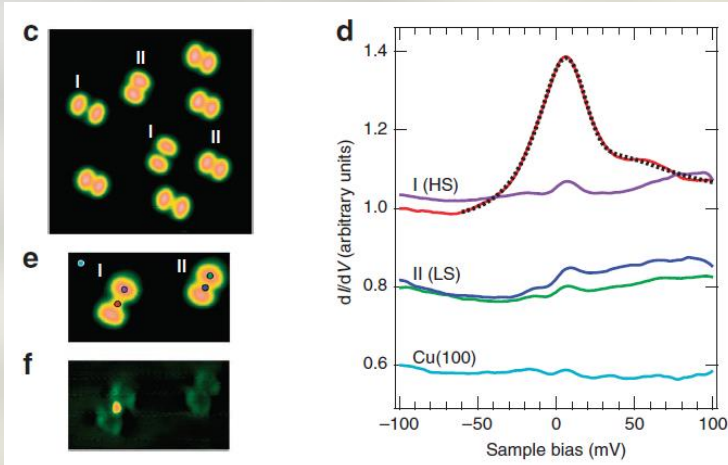 c
I
II
I
II
e
I
II
f
d
1.4
1.2
1.0
0.8
0.6
dI/dV (arbitrary units)
I (HS)
II (LS)
Cu(100)
−100
−50
0
50
100
Sample bias (mV)